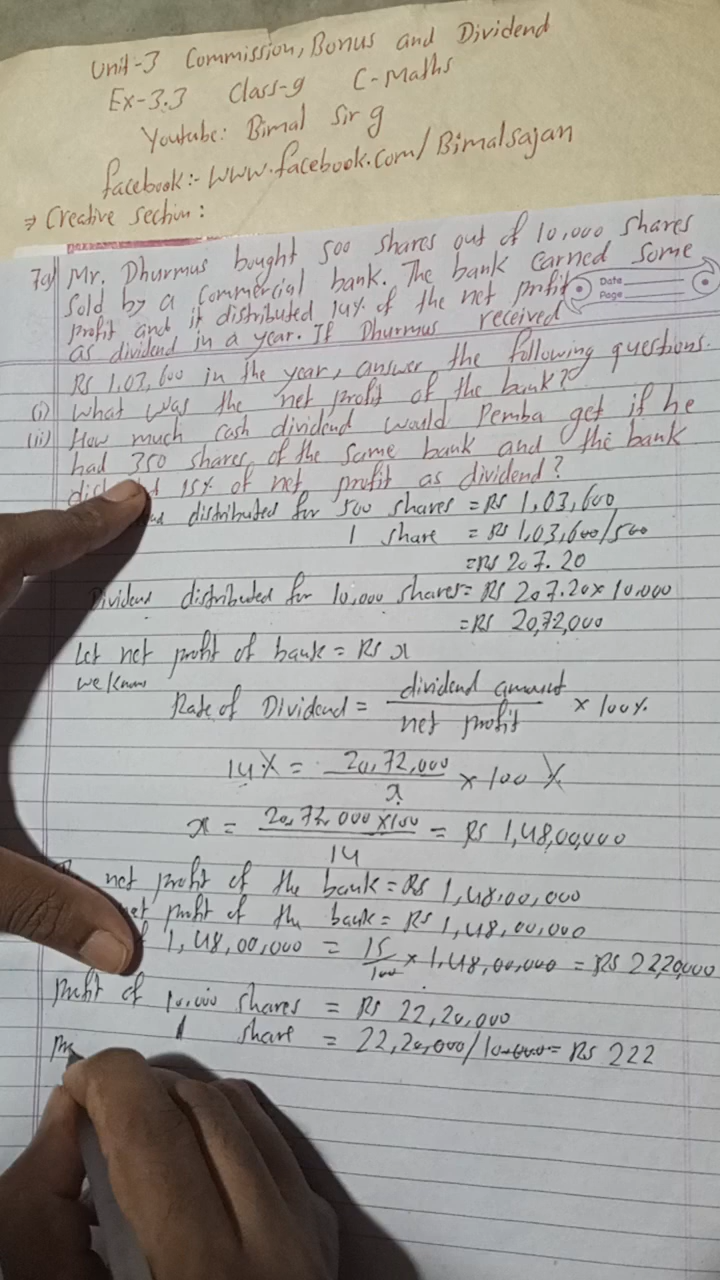 Unit-3 Commission, Bonus and Dividend
Ex-3.3 Class-9 C-Maths
Youtube: Bimal Sir g
facebook:- www.facebook.com/Bimalsajan
⇒ Creative section:
7a) Mr. Dhurmus bought 500 shares out of 10,000 shares
sold by a commercial bank. The bank earned some
profit and it distributed 14% of the net profit
Date
Page
as dividend in a year. If Dhurmus received
RS 1,03,600 in the year, answer the following questions.
(i) What was the net profit of the bank?
(ii) How much cash dividend would Pemba get if he
had 350 shares of the same bank and the bank
15% of net profit as dividend?
distributed for 500 shares = RS 1,03,600
1 share = RS 1,03,600/500
= RS 207.20
Dividend distributed for 10,000 shares = RS 207.20 x 10,000
= RS 20,72,000
Let net profit of bank = RS x
we know
Rate of Dividend = dividend amount / net profit x 100%
14% = 20,72,000 / x x 100%
x = 20,72,000 x 100 / 14 = RS 1,48,00,000
net profit of the bank = RS 1,48,00,000
net profit of the bank = RS 1,48,00,000
1,48,00,000 = 15/100 x 1,48,00,000 = RS 2220,000
profit of 10,000 shares = RS 22,20,000
1 share = 22,20,000/10,000 = RS 222